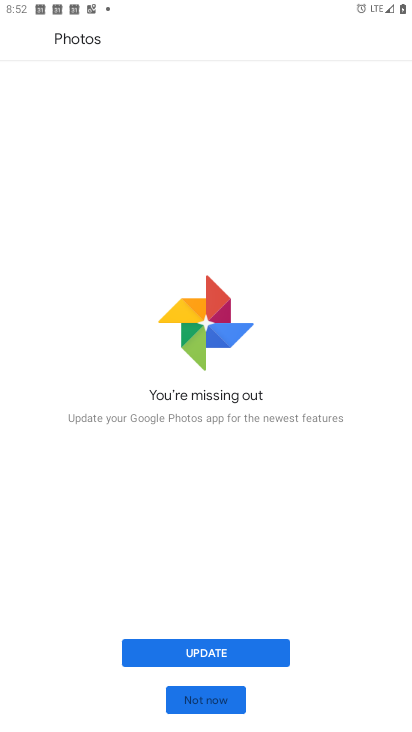 8:52
31 31 31
LTE
Photos
You're missing out
Update your Google Photos app for the newest features
UPDATE
Not now